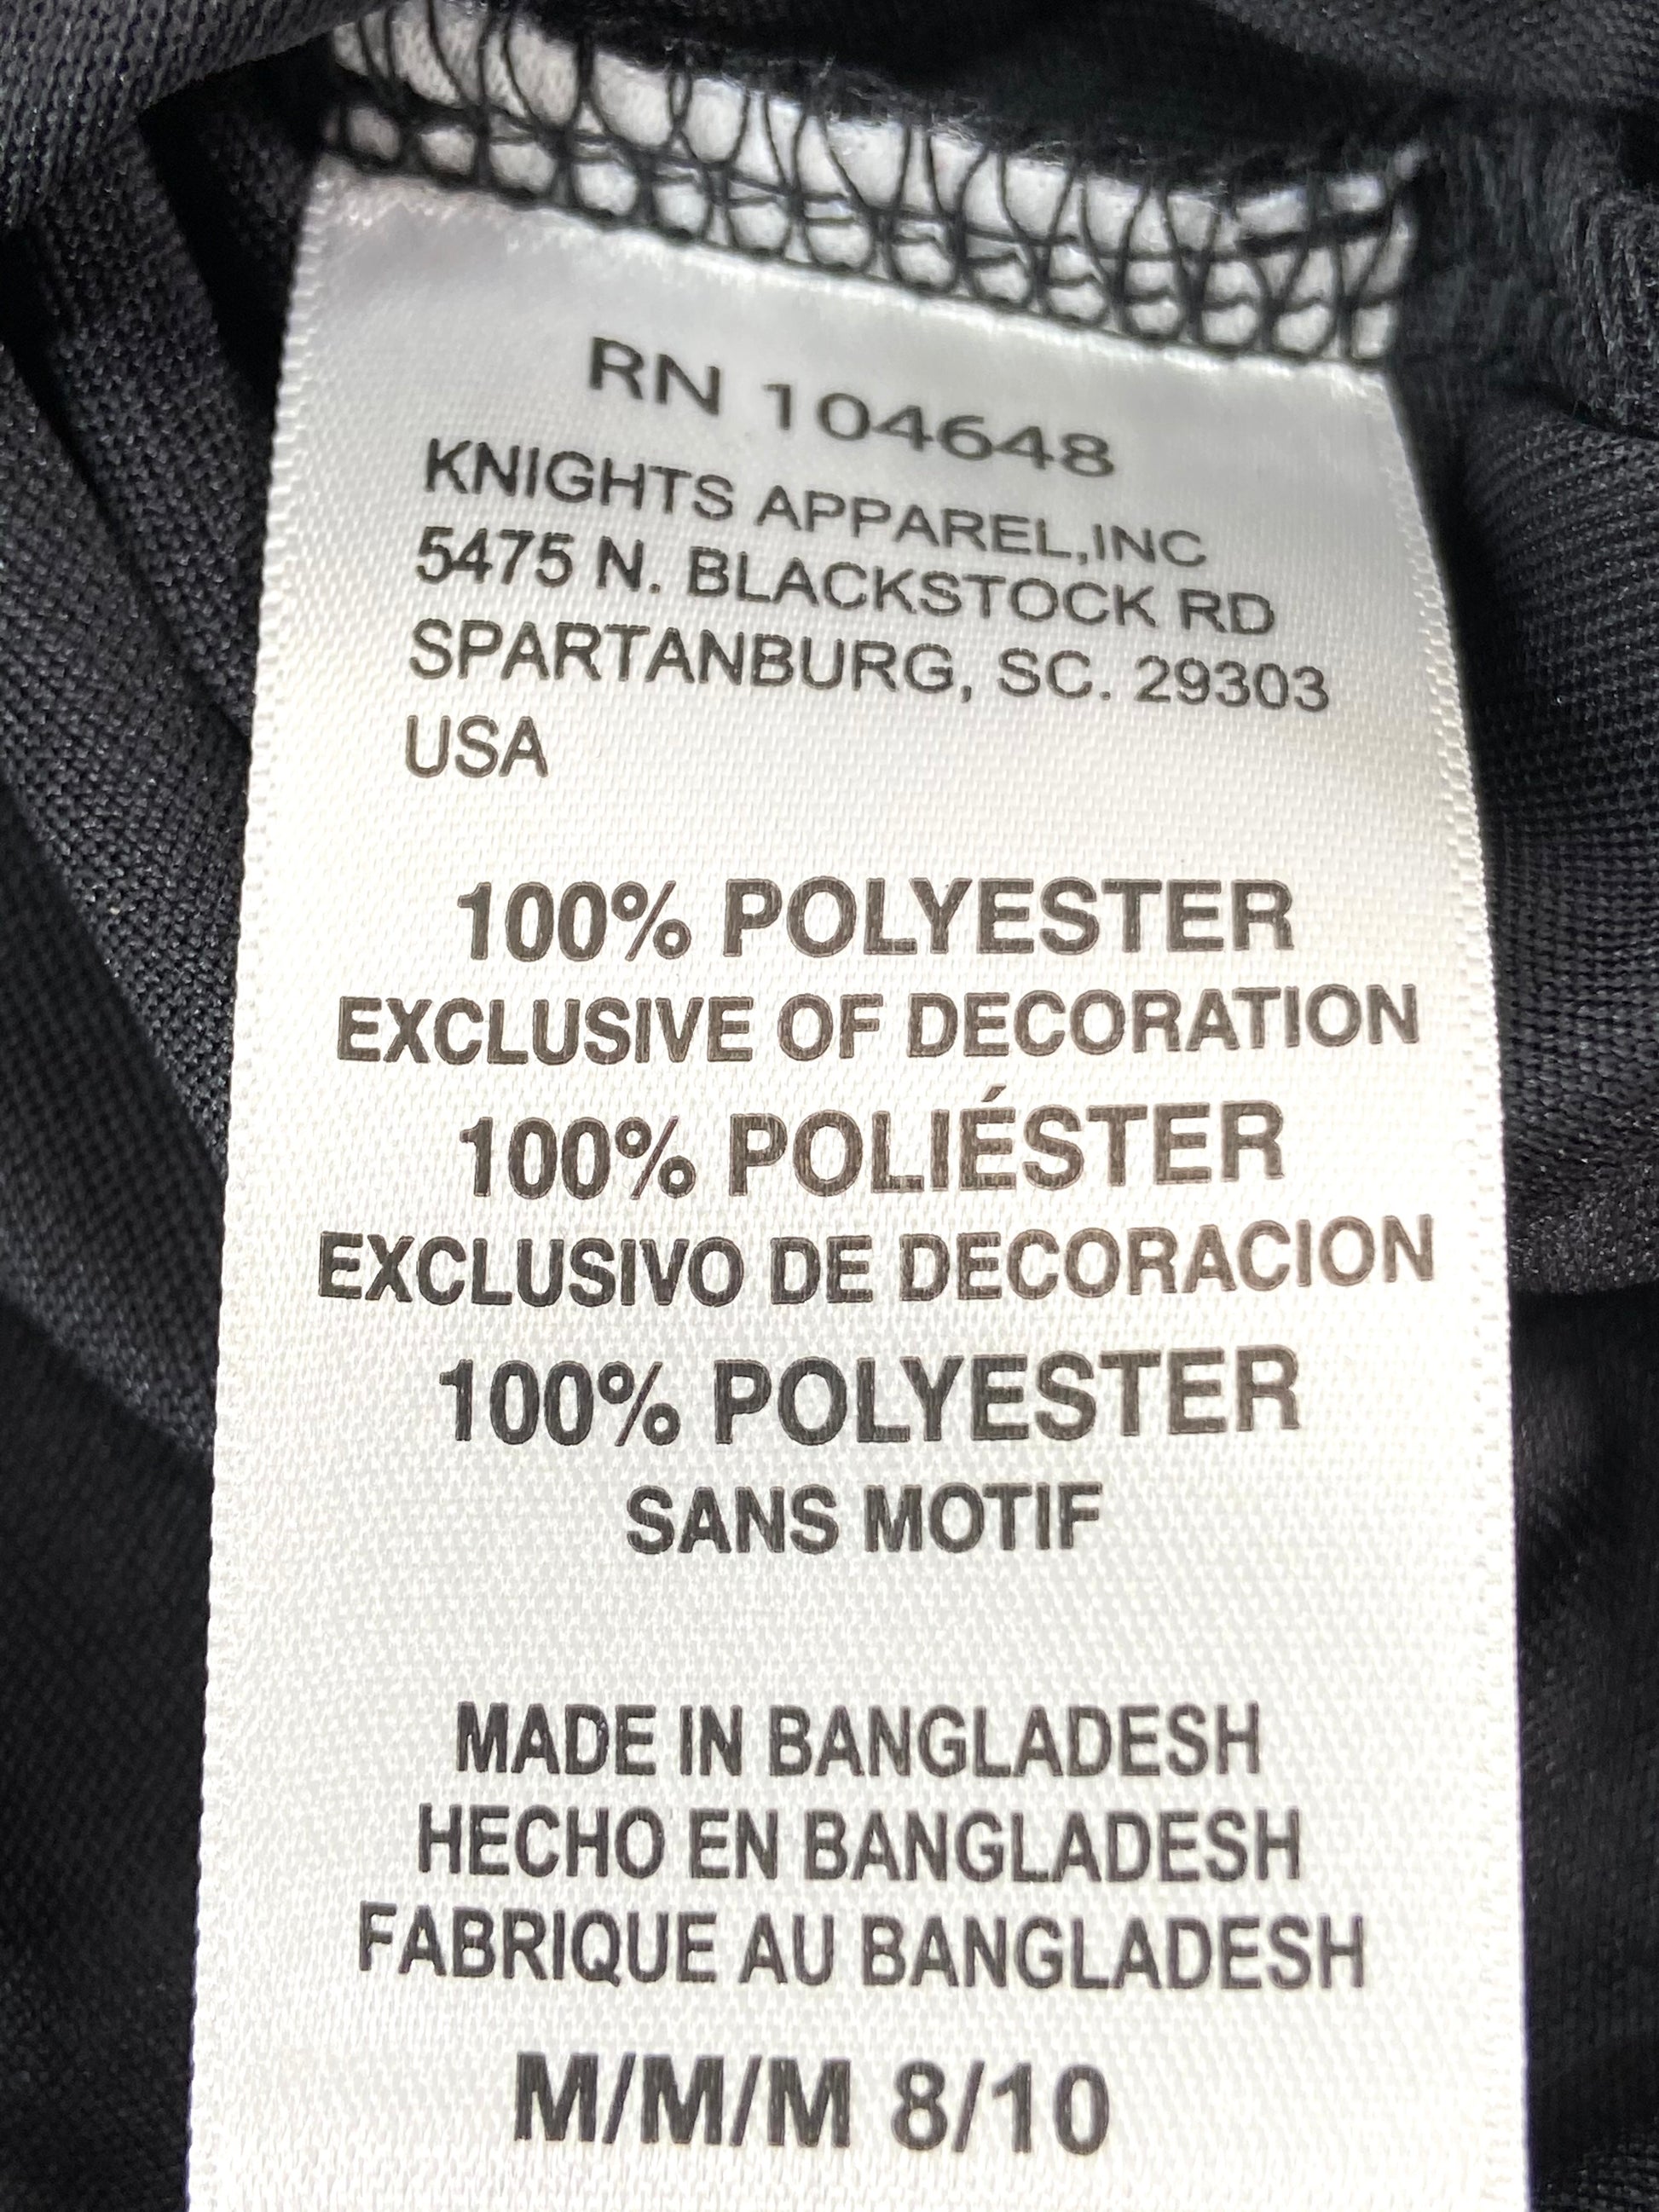 RN 104648
KNIGHTS APPAREL,INC
5475 N. BLACKSTOCK RD
SPARTANBURG, SC. 29303
USA
100% POLYESTER
EXCLUSIVE OF DECORATION
100% POLIÉSTER
EXCLUSIVO DE DECORACION
100% POLYESTER
SANS MOTIF
MADE IN BANGLADESH
HECHO EN BANGLADESH
FABRIQUE AU BANGLADESH
M/M/M 8/10